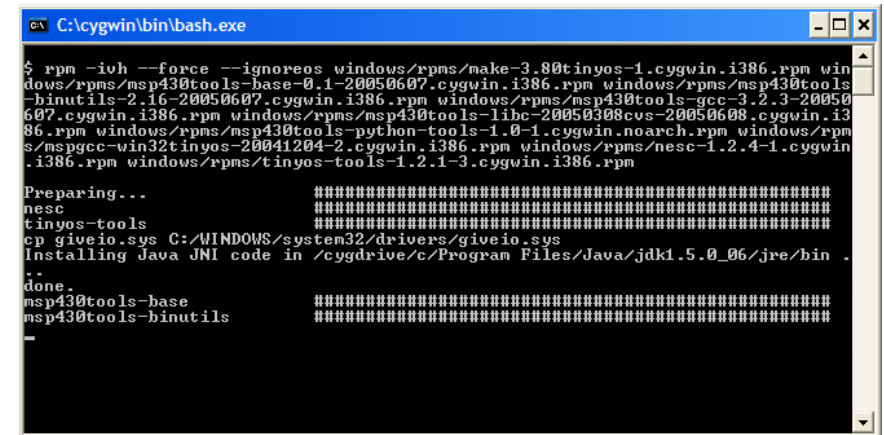 C:\cygwin\bin\bash.exe
$ rpm -ivh --force --ignoreos windows/rpms/make-3.80tinyos-1.cygwin.i386.rpm win
dows/rpms/msp430tools-base-0.1-20050607.cygwin.i386.rpm windows/rpms/msp430tools
-binutils-2.16-20050607.cygwin.i386.rpm windows/rpms/msp430tools-gcc-3.2.3-20050
607.cygwin.i386.rpm windows/rpms/msp430tools-libc-20050308cvs-20050608.cygwin.i3
86.rpm windows/rpms/msp430tools-python-tools-1.0-1.cygwin.noarch.rpm windows/rpm
s/mspgcc-win32tinyos-20041204-2.cygwin.i386.rpm windows/rpms/nesc-1.2.4-1.cygwin
.i386.rpm windows/rpms/tinyos-tools-1.2.1-3.cygwin.i386.rpm
Preparing... ##################################################
nesc ##################################################
tinyos-tools ##################################################
cp giveio.sys C:/WINDOWS/system32/drivers/giveio.sys
Installing Java JNI code in /cygdrive/c/Program Files/Java/jdk1.5.0_06/jre/bin .
..
done.
msp430tools-base ##################################################
msp430tools-binutils ##################################################